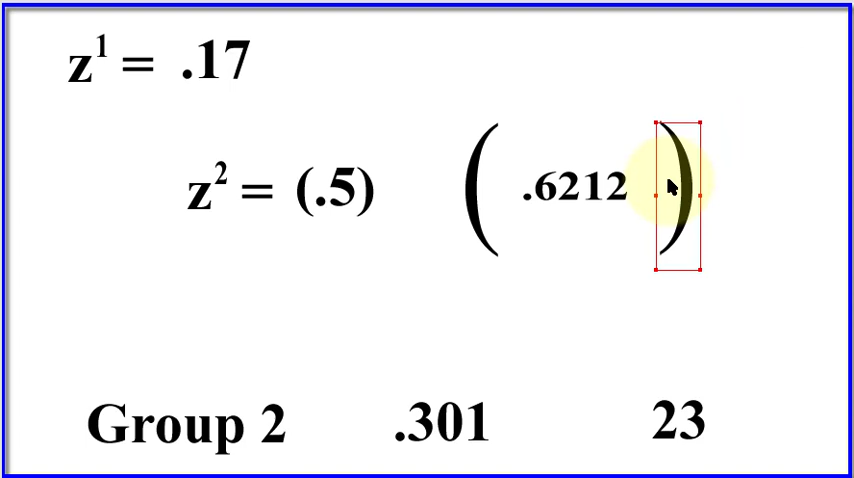 z¹ = .17
z² = (.5) ( .6212 )
Group 2 .301 23